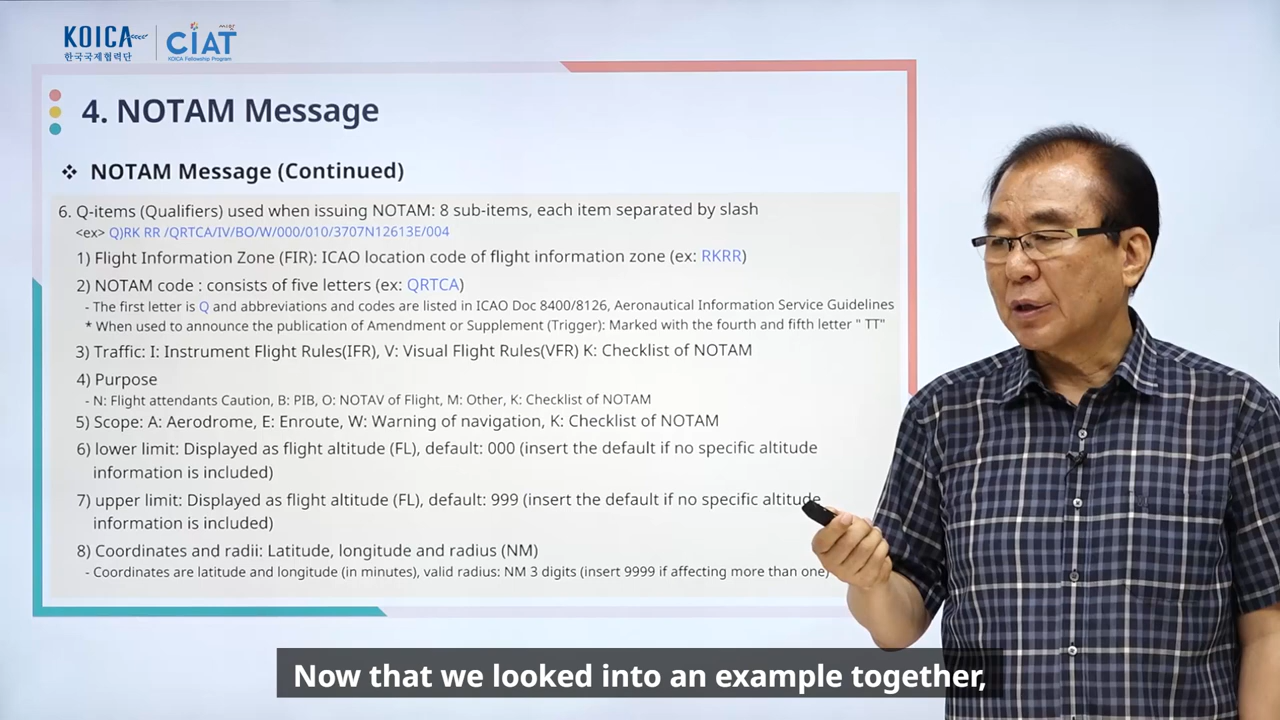 KOICA
한국국제협력단
CIAT
KOICA Fellowship Program
4. NOTAM Message
NOTAM Message (Continued)
6. Q-items (Qualifiers) used when issuing NOTAM: 8 sub-items, each item separated by slash
<ex> Q)RK RR /QRTCA/IV/BO/W/000/010/3707N12613E/004
1) Flight Information Zone (FIR): ICAO location code of flight information zone (ex: RKRR)
2) NOTAM code : consists of five letters (ex: QRTCA)
- The first letter is Q and abbreviations and codes are listed in ICAO Doc 8400/8126, Aeronautical Information Service Guidelines
* When used to announce the publication of Amendment or Supplement (Trigger): Marked with the fourth and fifth letter " TT"
3) Traffic: I: Instrument Flight Rules(IFR), V: Visual Flight Rules(VFR) K: Checklist of NOTAM
4) Purpose
- N: Flight attendants Caution, B: PIB, O: NOTAV of Flight, M: Other, K: Checklist of NOTAM
5) Scope: A: Aerodrome, E: Enroute, W: Warning of navigation, K: Checklist of NOTAM
6) lower limit: Displayed as flight altitude (FL), default: 000 (insert the default if no specific altitude
information is included)
7) upper limit: Displayed as flight altitude (FL), default: 999 (insert the default if no specific altitude
information is included)
8) Coordinates and radii: Latitude, longitude and radius (NM)
- Coordinates are latitude and longitude (in minutes), valid radius: NM 3 digits (insert 9999 if affecting more than one)
Now that we looked into an example together,